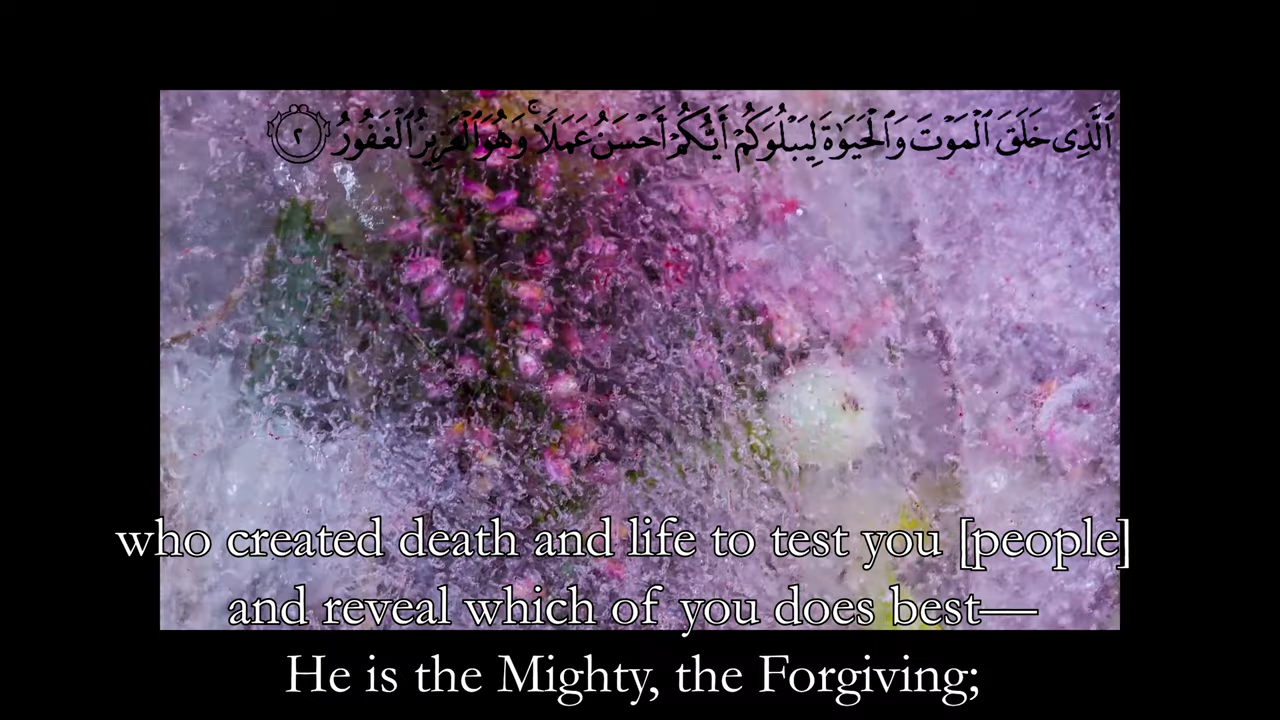 ٱلَّذِى خَلَقَ ٱلْمَوْتَ وَٱلْحَيَوٰةَ لِيَبْلُوَكُمْ أَيُّكُمْ أَحْسَنُ عَمَلًا ۚ وَهُوَ ٱلْعَزِيزُ ٱلْغَفُورُ ٢
who created death and life to test you [people]
and reveal which of you does best—
He is the Mighty, the Forgiving;